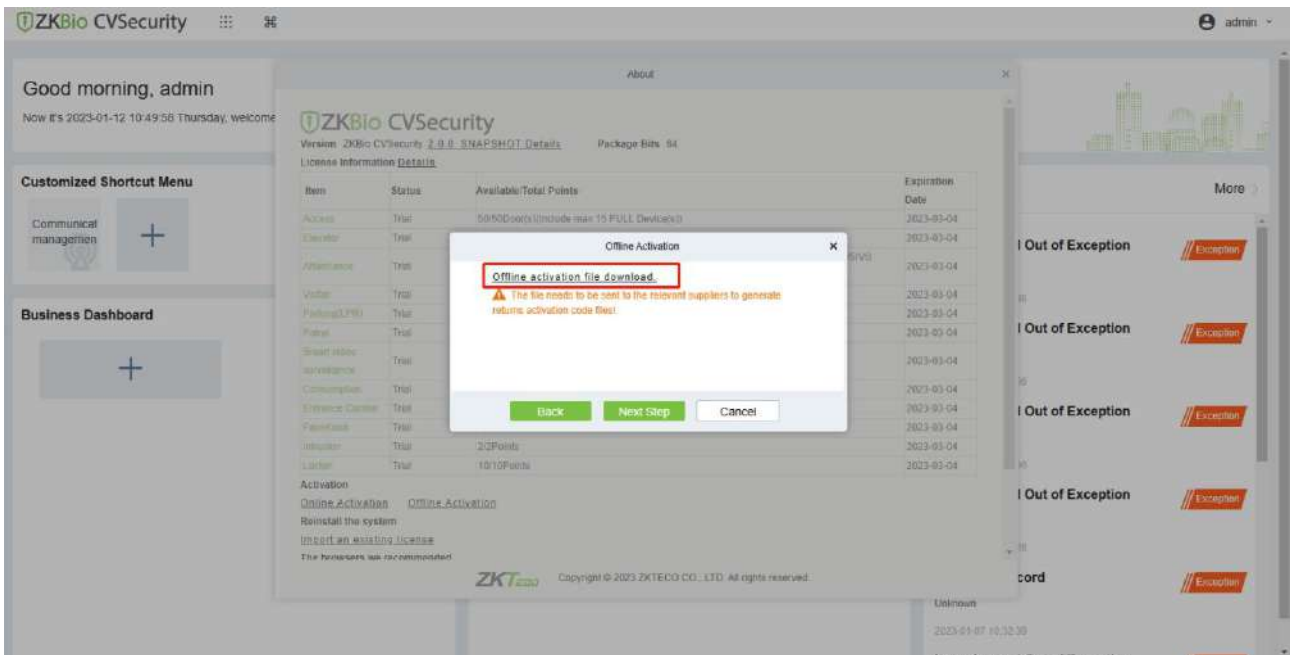 ZKBio CVSecurity
admin
Good morning, admin
Now it's 2023-01-12 10:49:58 Thursday, welcome
Customized Shortcut Menu
Communicat
managemen
Business Dashboard
About
ZKBio CVSecurity
Version ZKBio CVSecurity 2.0.0_SNAPSHOT Details Package Bits 64
License Information Details
Item Status Available/Total Points Expiration Date
Access Trial 2023-03-04
Elevator Trial 2023-03-04
Attendance Trial 2023-03-04
Visitor Trial 2023-03-04
Parking(LPR) Trial 2023-03-04
Patrol Trial 2023-03-04
Smart video surveillance Trial 2023-03-04
Consumption Trial 2023-03-04
Entrance Control Trial 2023-03-04
FaceKiosk Trial 2023-03-04
Intrusion Trial 2/2Points 2023-03-04
Locker Trial 10/10Points 2023-03-04
Activation
Online Activation Offline Activation
Reinstall the system
Import an existing license
The browsers we recommended
ZKTeco Copyright © 2023 ZKTECO CO., LTD. All rights reserved.
Offline Activation
Offline activation file download.
The file needs to be sent to the relevant suppliers to generate
returns activation code files!
Back Next Step Cancel
More
Out of Exception
Exception
Out of Exception
Exception
Out of Exception
Exception
Out of Exception
Exception
cord
Exception
Unknown
2023-01-07 10:32:39